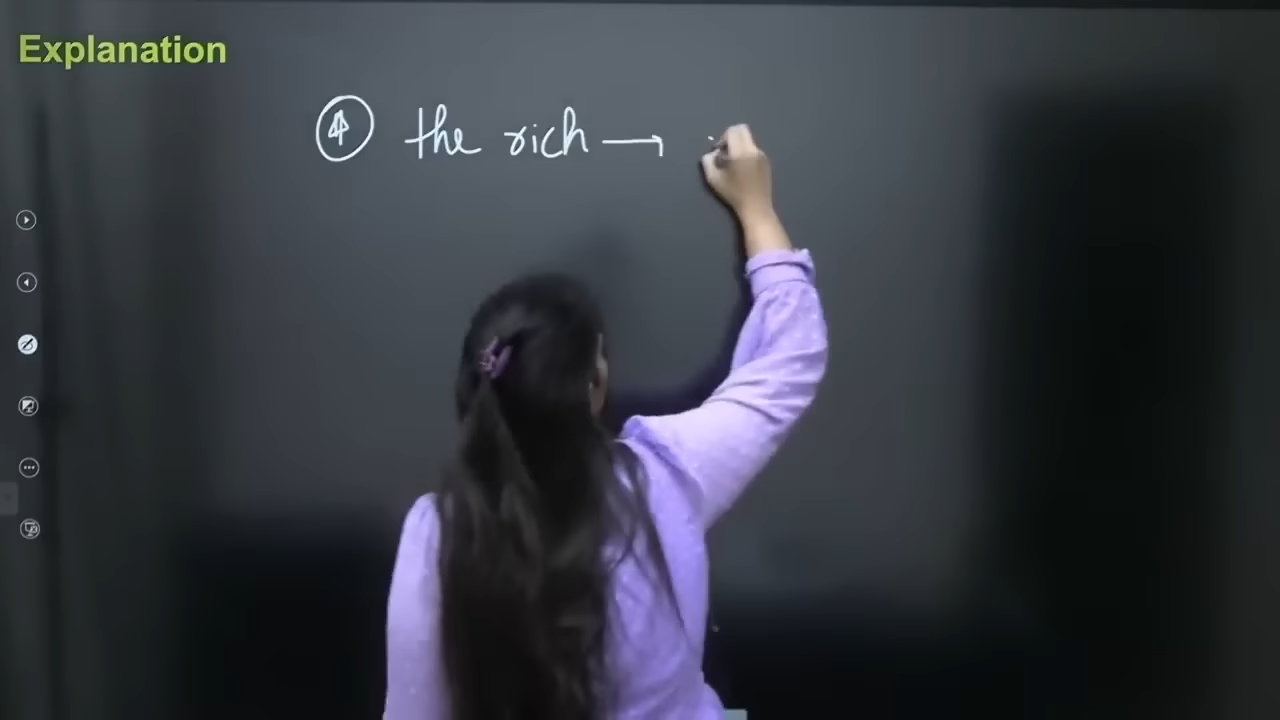 Explanation
④ the rich →